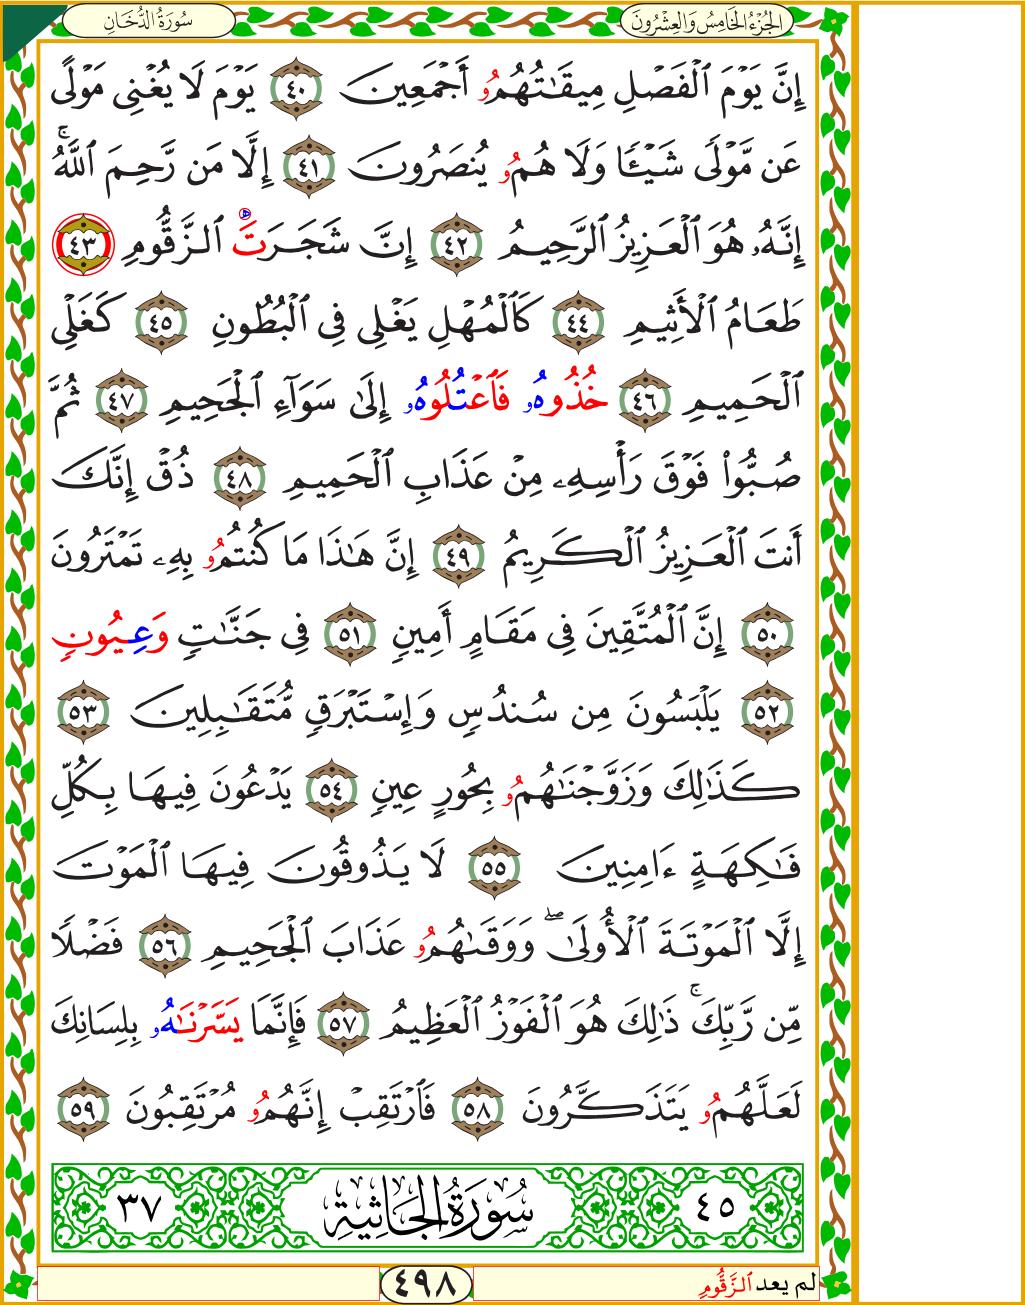 الجُزْءُ الخَامِسُ وَالعِشْرُونَ
سُورَةُ الدُّخَانِ
إِنَّ يَوْمَ ٱلْفَصْلِ مِيقَٰتُهُمُۥ أَجْمَعِينَ ٤٠ يَوْمَ لَا يُغْنِى مَوْلًى
عَن مَّوْلًى شَيْـًٔا وَلَا هُمُۥ يُنصَرُونَ ٤١ إِلَّا مَن رَّحِمَ ٱللَّهُۚ
إِنَّهُۥ هُوَ ٱلْعَزِيزُ ٱلرَّحِيمُ ٤٢ إِنَّ شَجَرَتَ ٱلزَّقُّومِ ٤٣
طَعَامُ ٱلْأَثِيمِ ٤٤ كَٱلْمُهْلِ تَغْلِى فِى ٱلْبُطُونِ ٤٥ كَغَلْىِ
ٱلْحَمِيمِ ٤٦ خُذُوهُۥ فَٱعْتُلُوهُۥ إِلَىٰ سَوَآءِ ٱلْجَحِيمِ ٤٧ ثُمَّ
صُبُّوا۟ فَوْقَ رَأْسِهِۦ مِنْ عَذَابِ ٱلْحَمِيمِ ٤٨ ذُقْ إِنَّكَ
أَنتَ ٱلْعَزِيزُ ٱلْكَرِيمُ ٤٩ إِنَّ هَٰذَا مَا كُنتُمُۥ بِهِۦ تَمْتَرُونَ
٥٠ إِنَّ ٱلْمُتَّقِينَ فِى مَقَامٍ أَمِينٍ ٥١ فِى جَنَّٰتٍ وَعِيُونٍ
٥٢ يَلْبَسُونَ مِن سُندُسٍ وَإِسْتَبْرَقٍ مُّتَقَٰبِلِينَ ٥٣
كَذَٰلِكَ وَزَوَّجْنَٰهُمُۥ بِحُورٍ عِينٍ ٥٤ يَدْعُونَ فِيهَا بِكُلِّ
فَٰكِهَةٍ ءَامِنِينَ ٥٥ لَا يَذُوقُونَ فِيهَا ٱلْمَوْتَ
إِلَّا ٱلْمَوْتَةَ ٱلْأُولَىٰۖ وَوَقَىٰهُمُۥ عَذَابَ ٱلْجَحِيمِ ٥٦ فَضْلًا
مِّن رَّبِّكَۚ ذَٰلِكَ هُوَ ٱلْفَوْزُ ٱلْعَظِيمُ ٥٧ فَإِنَّمَا يَسَّرْنَٰهُۥ بِلِسَانِكَ
لَعَلَّهُمُۥ يَتَذَكَّرُونَ ٥٨ فَٱرْتَقِبْ إِنَّهُمُۥ مُرْتَقِبُونَ ٥٩
٤٥ سُورَةُ الجَاثِيَةِ ٣٧
لم يعد ٱلزَّقُّومِ
٤٩٨